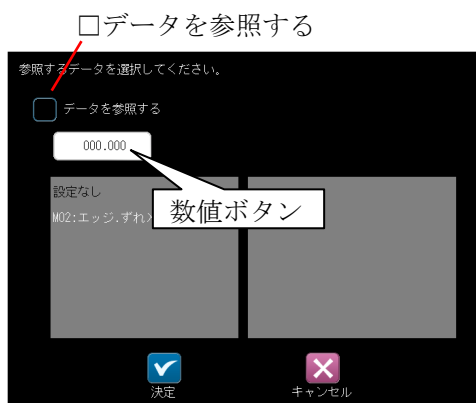 □データを参照する
参照するデータを選択してください。
データを参照する
000.000
設定なし
M02:エッジ.ずれX
数値ボタン
決定
キャンセル